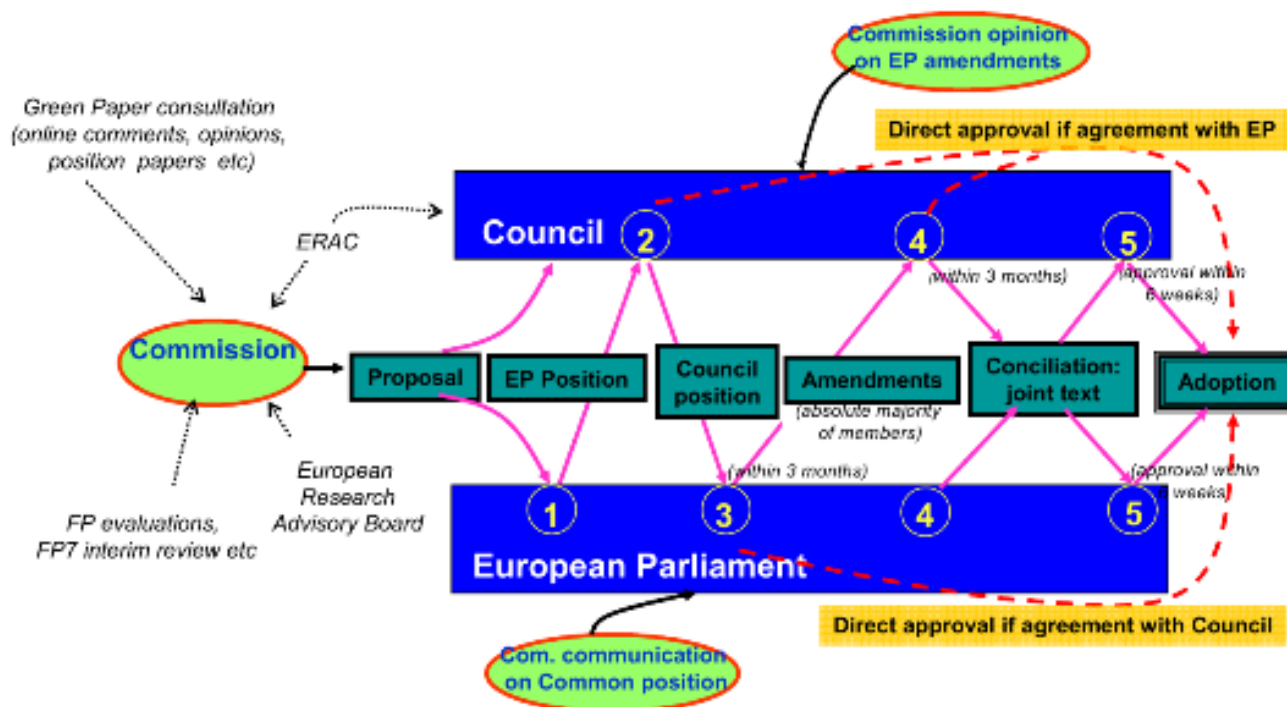 Commission opinion
on EP amendments
Green Paper consultation
(online comments, opinions,
position papers etc)
Direct approval if agreement with EP
ERAC
Council
2
4
5
(within 3 months)
(approval within
6 weeks)
Commission
Proposal
EP Position
Council
position
Amendments
(absolute majority
of members)
Conciliation:
joint text
Adoption
(within 3 months)
(approval within
6 weeks)
European
Research
Advisory Board
FP evaluations,
FP7 interim review etc
1
3
4
5
European Parliament
Direct approval if agreement with Council
Com. communication
on Common position